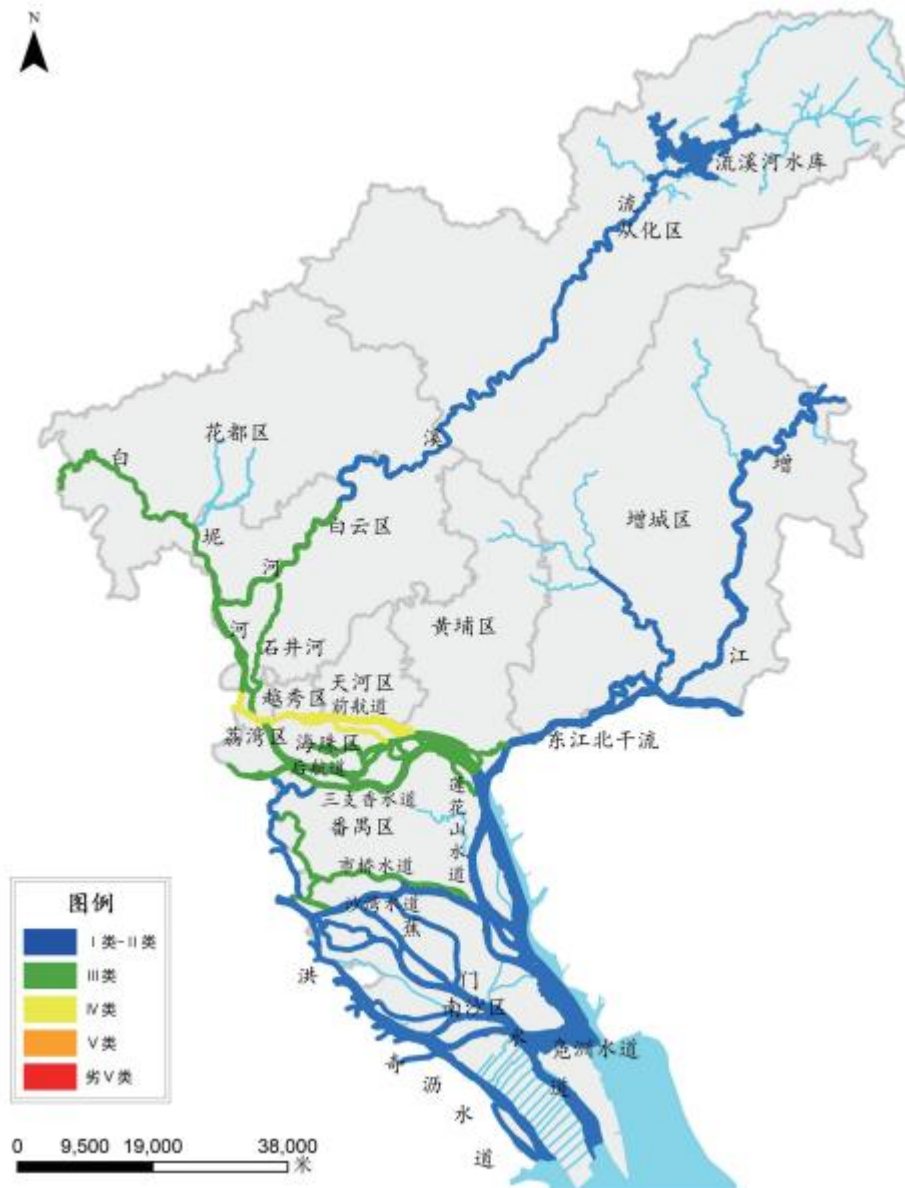 N
流溪河水库
流
从化区
花都区
溪
白
增
坭
白云区
增城区
河
河
石井河
黄埔区
江
天河区
越秀区
前航道
荔湾区
海珠区
东江北干流
后航道
莲花山水道
三支香水道
番禺区
市桥水道
沙湾水道
蕉
门
洪
南沙区
水
凫洲水道
奇
道
沥
水
道
图例
Ⅰ类-Ⅱ类
Ⅲ类
Ⅳ类
Ⅴ类
劣Ⅴ类
0 9,500 19,000 38,000
米